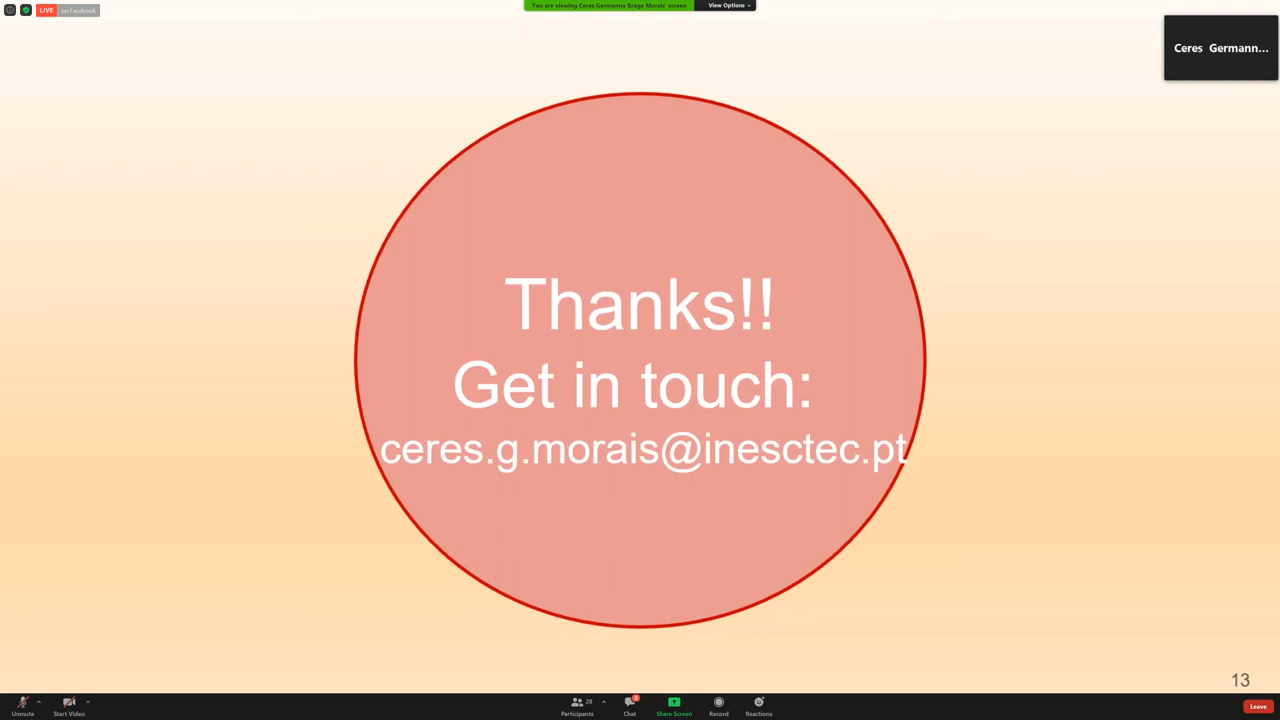 LIVE on Facebook
You are viewing Ceres Germanna Braga Morais' screen View Options
Ceres Germann...
Thanks!!
Get in touch:
ceres.g.morais@inesctec.pt
13
28 3
Unmute Start Video Participants Chat Share Screen Record Reactions Leave